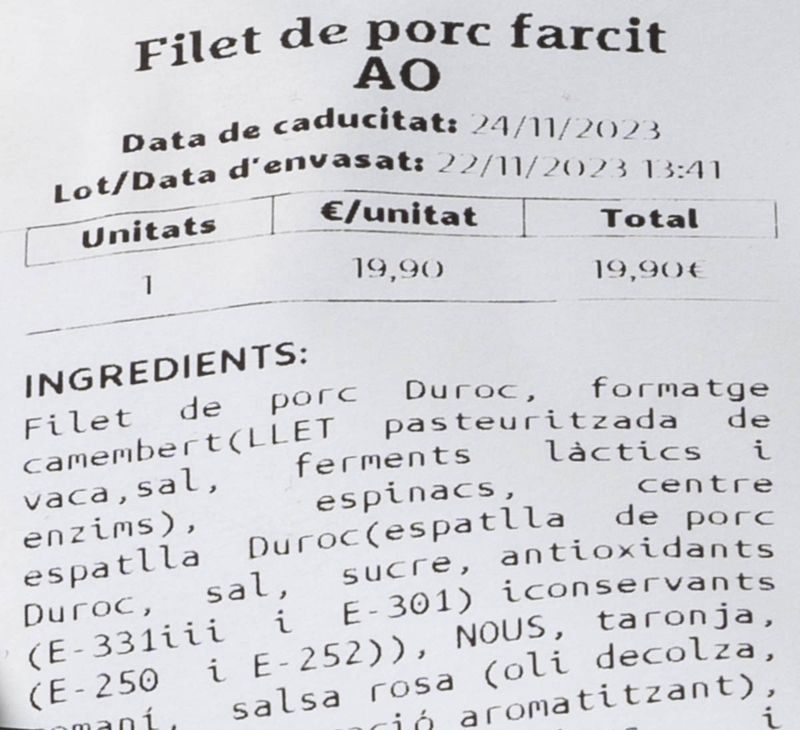 Filet de porc farcit
AO
Data de caducitat: 24/11/2023
Lot/Data d'envasat: 22/11/2023 13:41
Unitats €/unitat Total
1 19,90 19,90€
INGREDIENTS:
Filet de porc Duroc, formatge
camembert(LLET pasteuritzada de
vaca,sal, ferments làctics i
enzims), espinacs, centre
espatlla Duroc(espatlla de porc
Duroc, sal, sucre, antioxidants
(E-331iii i E-301) iconservants
(E-250 i E-252)), NOUS, taronja,
salsa rosa (oli decolza,
aromatitzant),
i